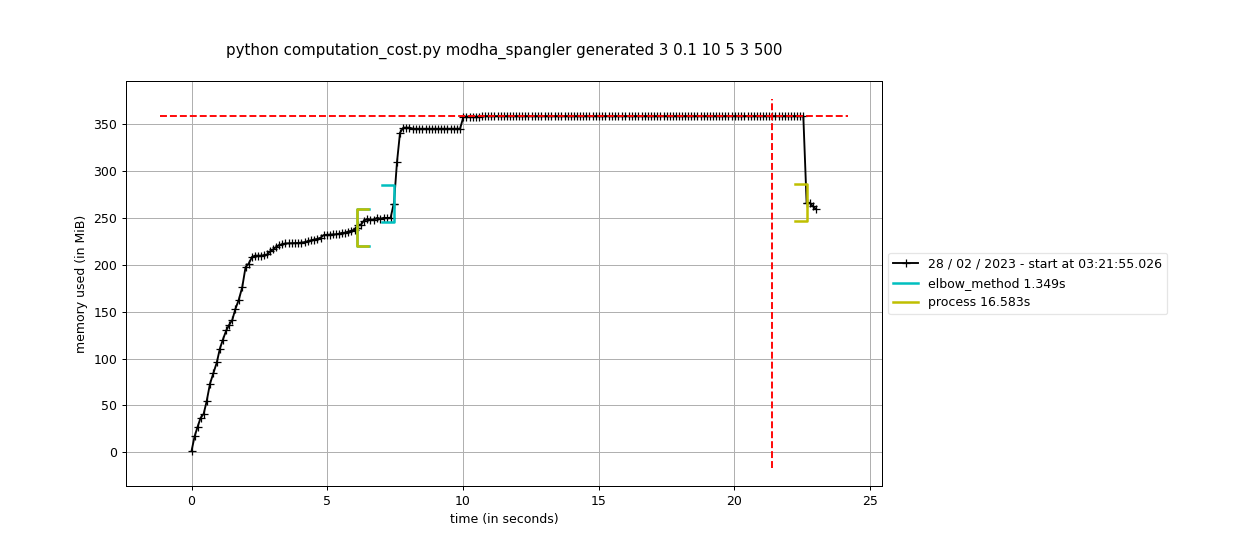 python computation_cost.py modha_spangler generated 3 0.1 10 5 3 500
memory used (in MiB)
350
300
250
200
150
100
50
0
0 5 10 15 20 25
time (in seconds)
28 / 02 / 2023 - start at 03:21:55.026
elbow_method 1.349s
process 16.583s